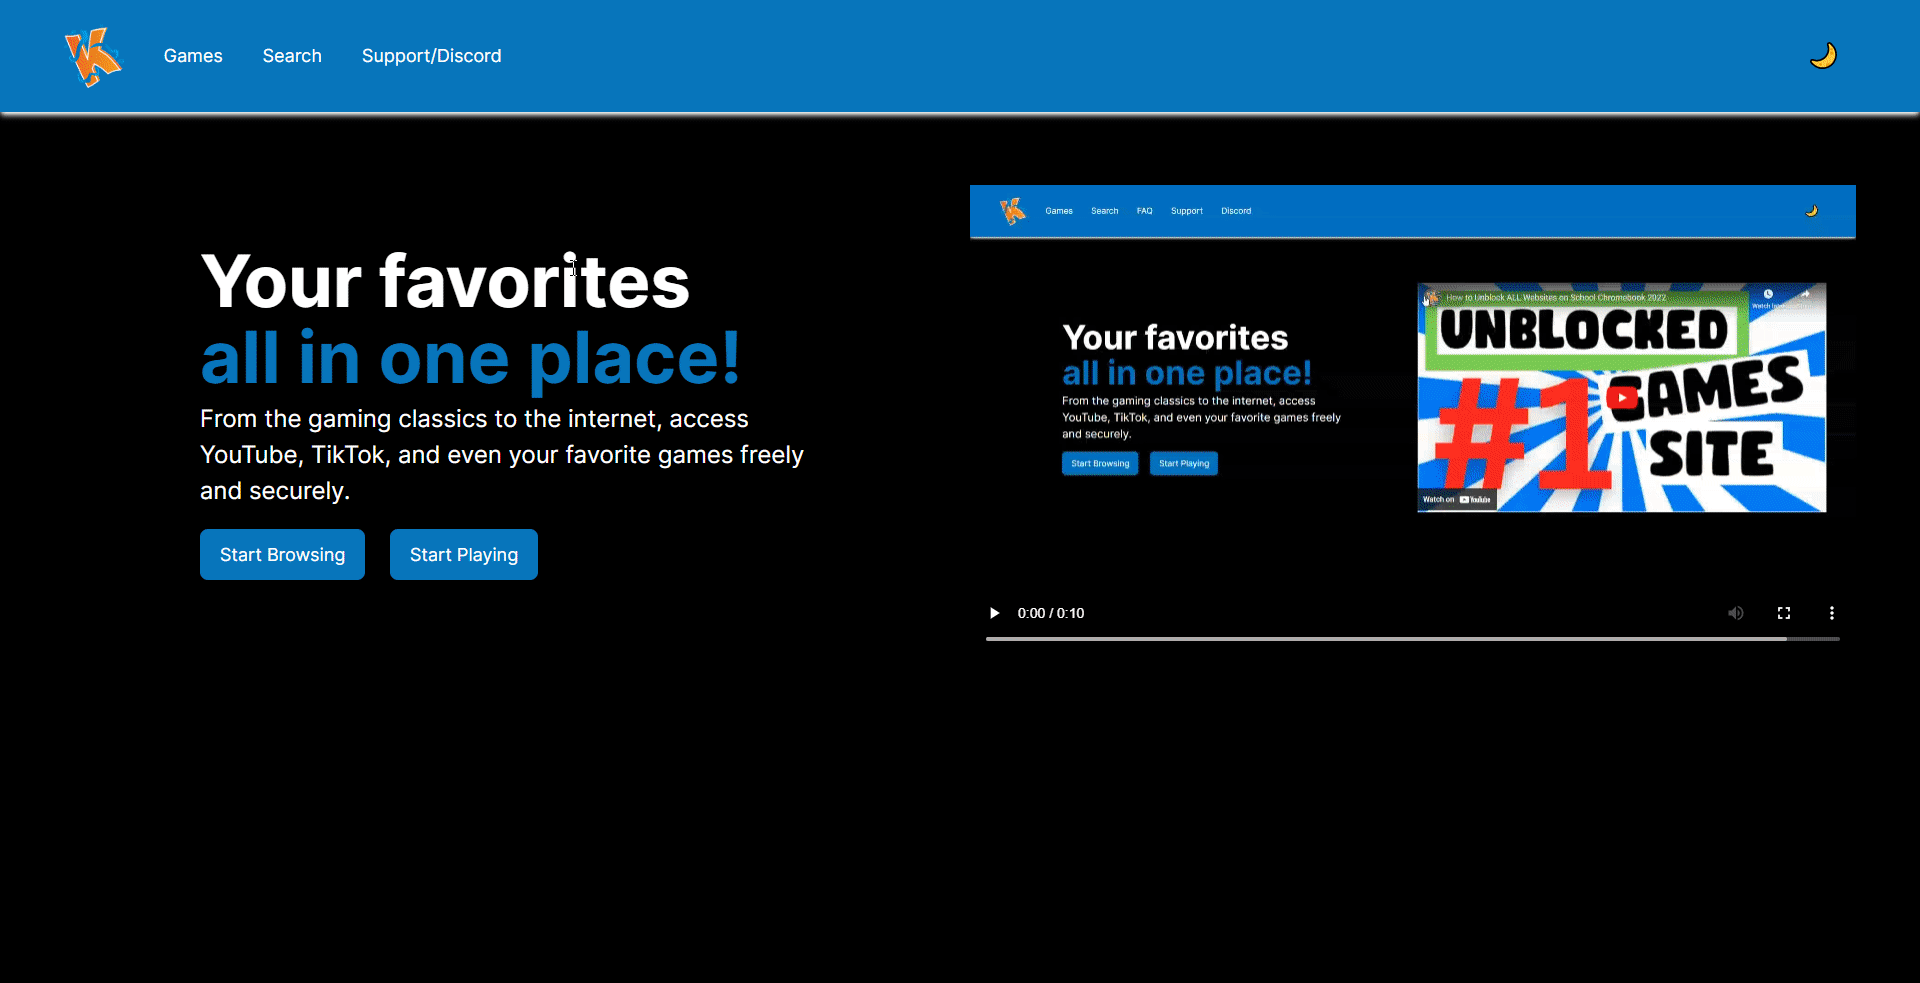 Games Search Support/Discord
Your favorites
all in one place!
From the gaming classics to the internet, access
YouTube, TikTok, and even your favorite games freely
and securely.
Start Browsing Start Playing
Games Search FAQ Support Discord
Your favorites
all in one place!
From the gaming classics to the internet, access
YouTube, TikTok, and even your favorite games freely
and securely.
Start Browsing Start Playing
How to Unblock ALL Websites on School Chromebook 2022
Watch
UNBLOCKED
#1 GAMES
SITE
Watch on YouTube
0:00 / 0:10